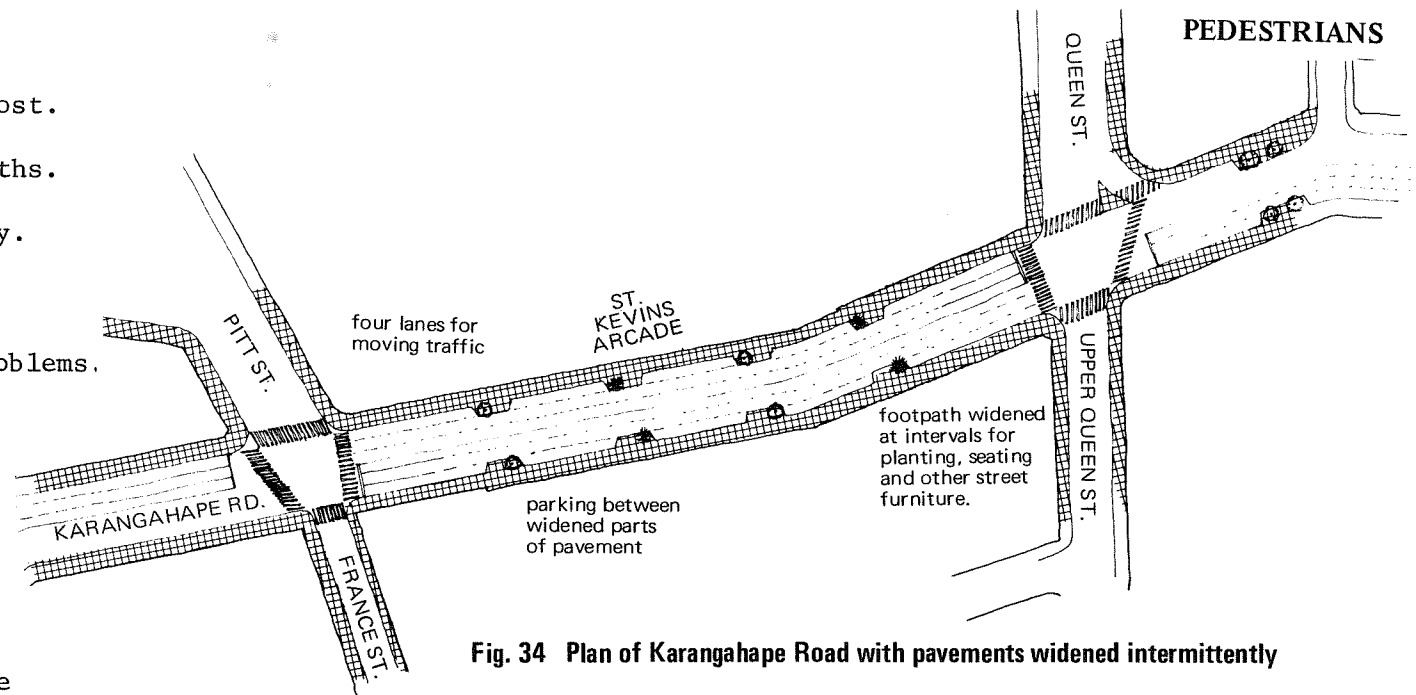 PEDESTRIANS
ost.
ths.
y.
oblems.
e
QUEEN ST.
PITT ST.
four lanes for
moving traffic
ST.
KEVINS
ARCADE
KARANGAHAPE RD.
FRANCE ST.
parking between
widened parts
of pavement
footpath widened
at intervals for
planting, seating
and other street
furniture.
UPPER QUEEN ST.
Fig. 34 Plan of Karangahape Road with pavements widened intermittently